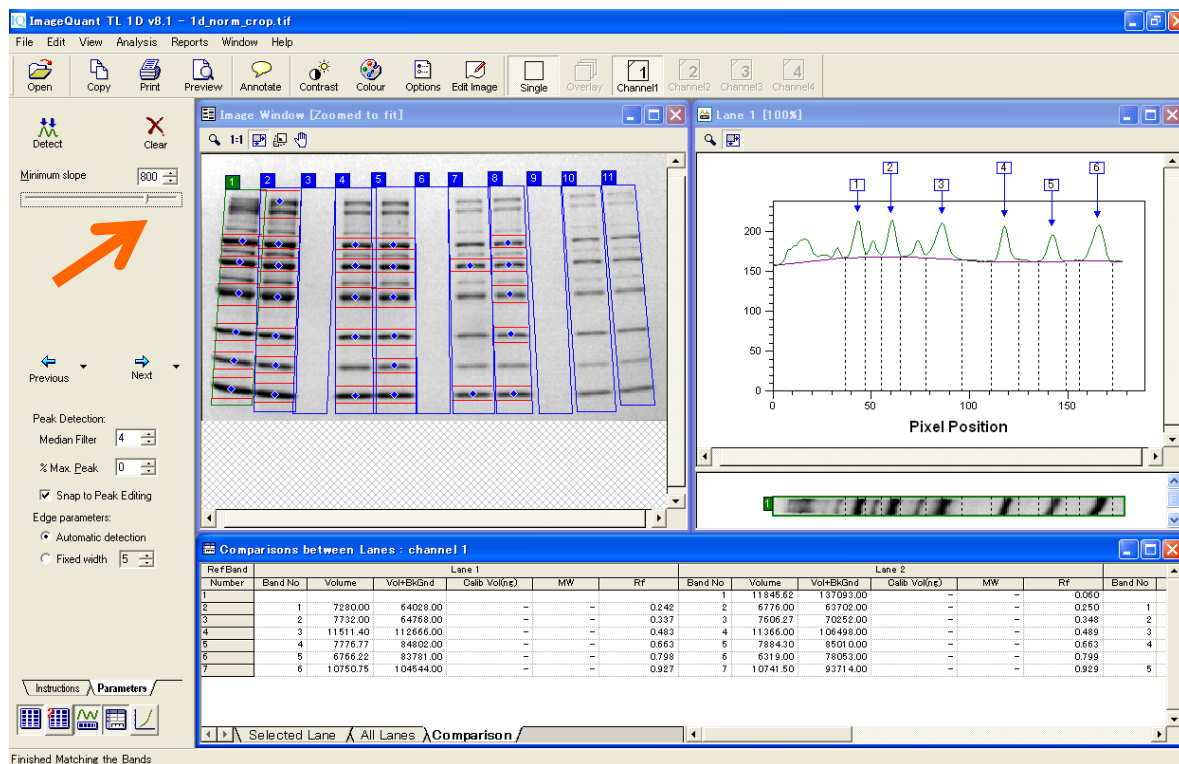 ImageQuant TL 1D v8.1 - 1d_norm_crop.tif
File Edit View Analysis Reports Window Help
Open Copy Print Preview Annotate Contrast Colour Options Edit Image Single Overlay Channel1 Channel2 Channel3 Channel4
1 2 3 4
Detect Clear
Minimum slope 800
Previous Next
Peak Detection:
Median Filter 4
% Max. Peak 0
Snap to Peak Editing
Edge parameters:
Automatic detection
Fixed width 5
Instructions Parameters
Image Window [Zoomed to fit]
1:1
1 2 3 4 5 6 7 8 9 10 11
Lane 1 [100%]
1 2 3 4 5 6
200
150
100
50
0
0 50 100 150
Pixel Position
1
Comparisons between Lanes : channel 1
Ref Band Lane 1 Lane 2
Number Band No Volume Vol+BkGnd Calib Vol(ng) MW Rf Band No Volume Vol+BkGnd Calib Vol(ng) MW Rf Band No
1 1 11845.62 137093.00 - - 0.060
2 1 7280.00 64028.00 - - 0.242 2 6776.00 63702.00 - - 0.250 1
3 2 7732.00 64768.00 - - 0.337 3 7606.27 70252.00 - - 0.348 2
4 3 11511.40 112666.00 - - 0.483 4 11366.00 106498.00 - - 0.489 3
5 4 7776.77 84802.00 - - 0.663 5 7884.30 85010.00 - - 0.663 4
6 5 6766.22 83781.00 - - 0.798 6 6319.00 78053.00 - - 0.799
7 6 10750.75 104544.00 - - 0.927 7 10741.50 93714.00 - - 0.929 5
Selected Lane All Lanes Comparison
Finished Matching the Bands